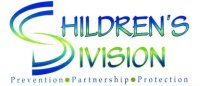 CHILDREN'S
DIVISION
Prevention • Partnership • Protection